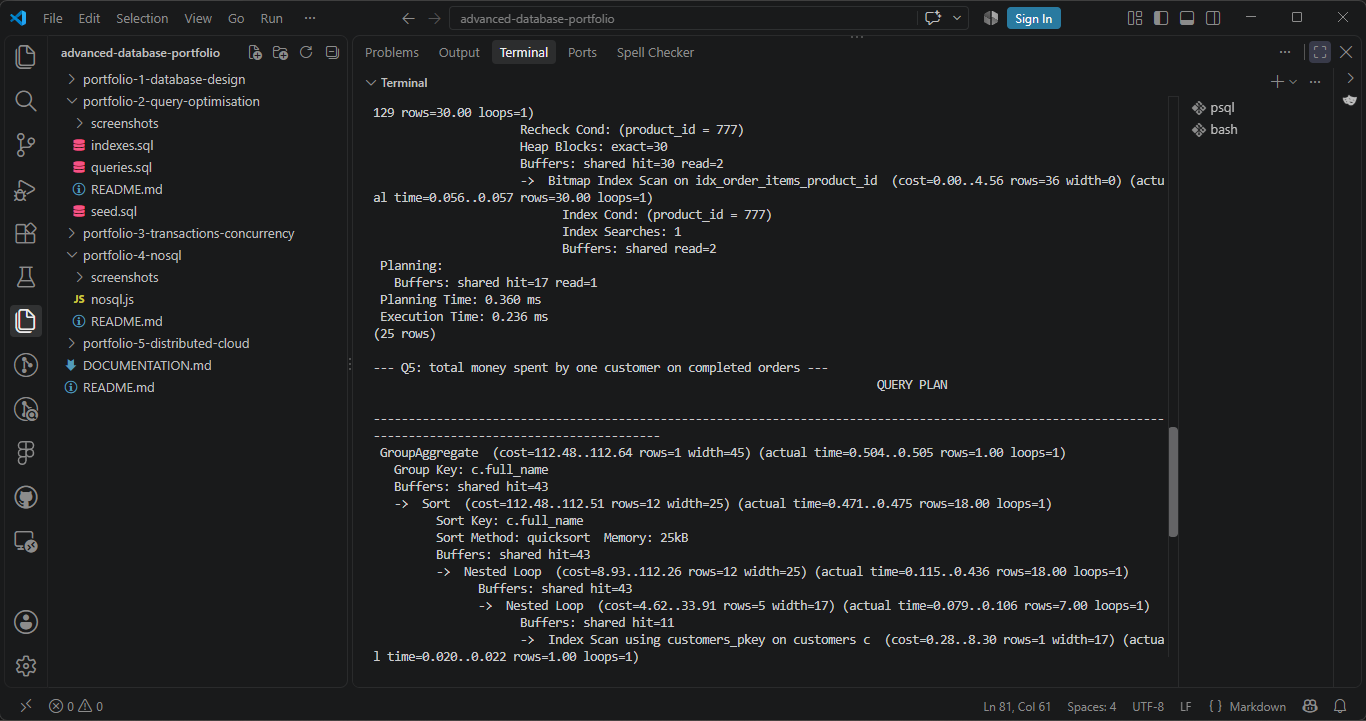 File Edit Selection View Go Run ···
advanced-database-portfolio
Sign In
advanced-database-portfolio
portfolio-1-database-design
portfolio-2-query-optimisation
screenshots
indexes.sql
queries.sql
README.md
seed.sql
portfolio-3-transactions-concurrency
portfolio-4-nosql
screenshots
JS nosql.js
README.md
portfolio-5-distributed-cloud
DOCUMENTATION.md
README.md
Problems Output Terminal Ports Spell Checker
Terminal
129 rows=30.00 loops=1)
Recheck Cond: (product_id = 777)
Heap Blocks: exact=30
Buffers: shared hit=30 read=2
-> Bitmap Index Scan on idx_order_items_product_id (cost=0.00..4.56 rows=36 width=0) (actu
al time=0.056..0.057 rows=30.00 loops=1)
Index Cond: (product_id = 777)
Index Searches: 1
Buffers: shared read=2
Planning:
Buffers: shared hit=17 read=1
Planning Time: 0.360 ms
Execution Time: 0.236 ms
(25 rows)
--- Q5: total money spent by one customer on completed orders ---
QUERY PLAN
-----------------------------------------------------------------------------------------------------------------
-----------------------------------------
GroupAggregate (cost=112.48..112.64 rows=1 width=45) (actual time=0.504..0.505 rows=1.00 loops=1)
Group Key: c.full_name
Buffers: shared hit=43
-> Sort (cost=112.48..112.51 rows=12 width=25) (actual time=0.471..0.475 rows=18.00 loops=1)
Sort Key: c.full_name
Sort Method: quicksort Memory: 25kB
Buffers: shared hit=43
-> Nested Loop (cost=8.93..112.26 rows=12 width=25) (actual time=0.115..0.436 rows=18.00 loops=1)
Buffers: shared hit=43
-> Nested Loop (cost=4.62..33.91 rows=5 width=17) (actual time=0.079..0.106 rows=7.00 loops=1)
Buffers: shared hit=11
-> Index Scan using customers_pkey on customers c (cost=0.28..8.30 rows=1 width=17) (actua
l time=0.020..0.022 rows=1.00 loops=1)
psql
bash
0 0
Ln 81, Col 61 Spaces: 4 UTF-8 LF { } Markdown